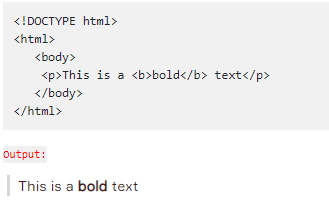 <!DOCTYPE html>
<html>
<body>
<p>This is a <b>bold</b> text</p>
</body>
</html>
Output:
This is a bold text